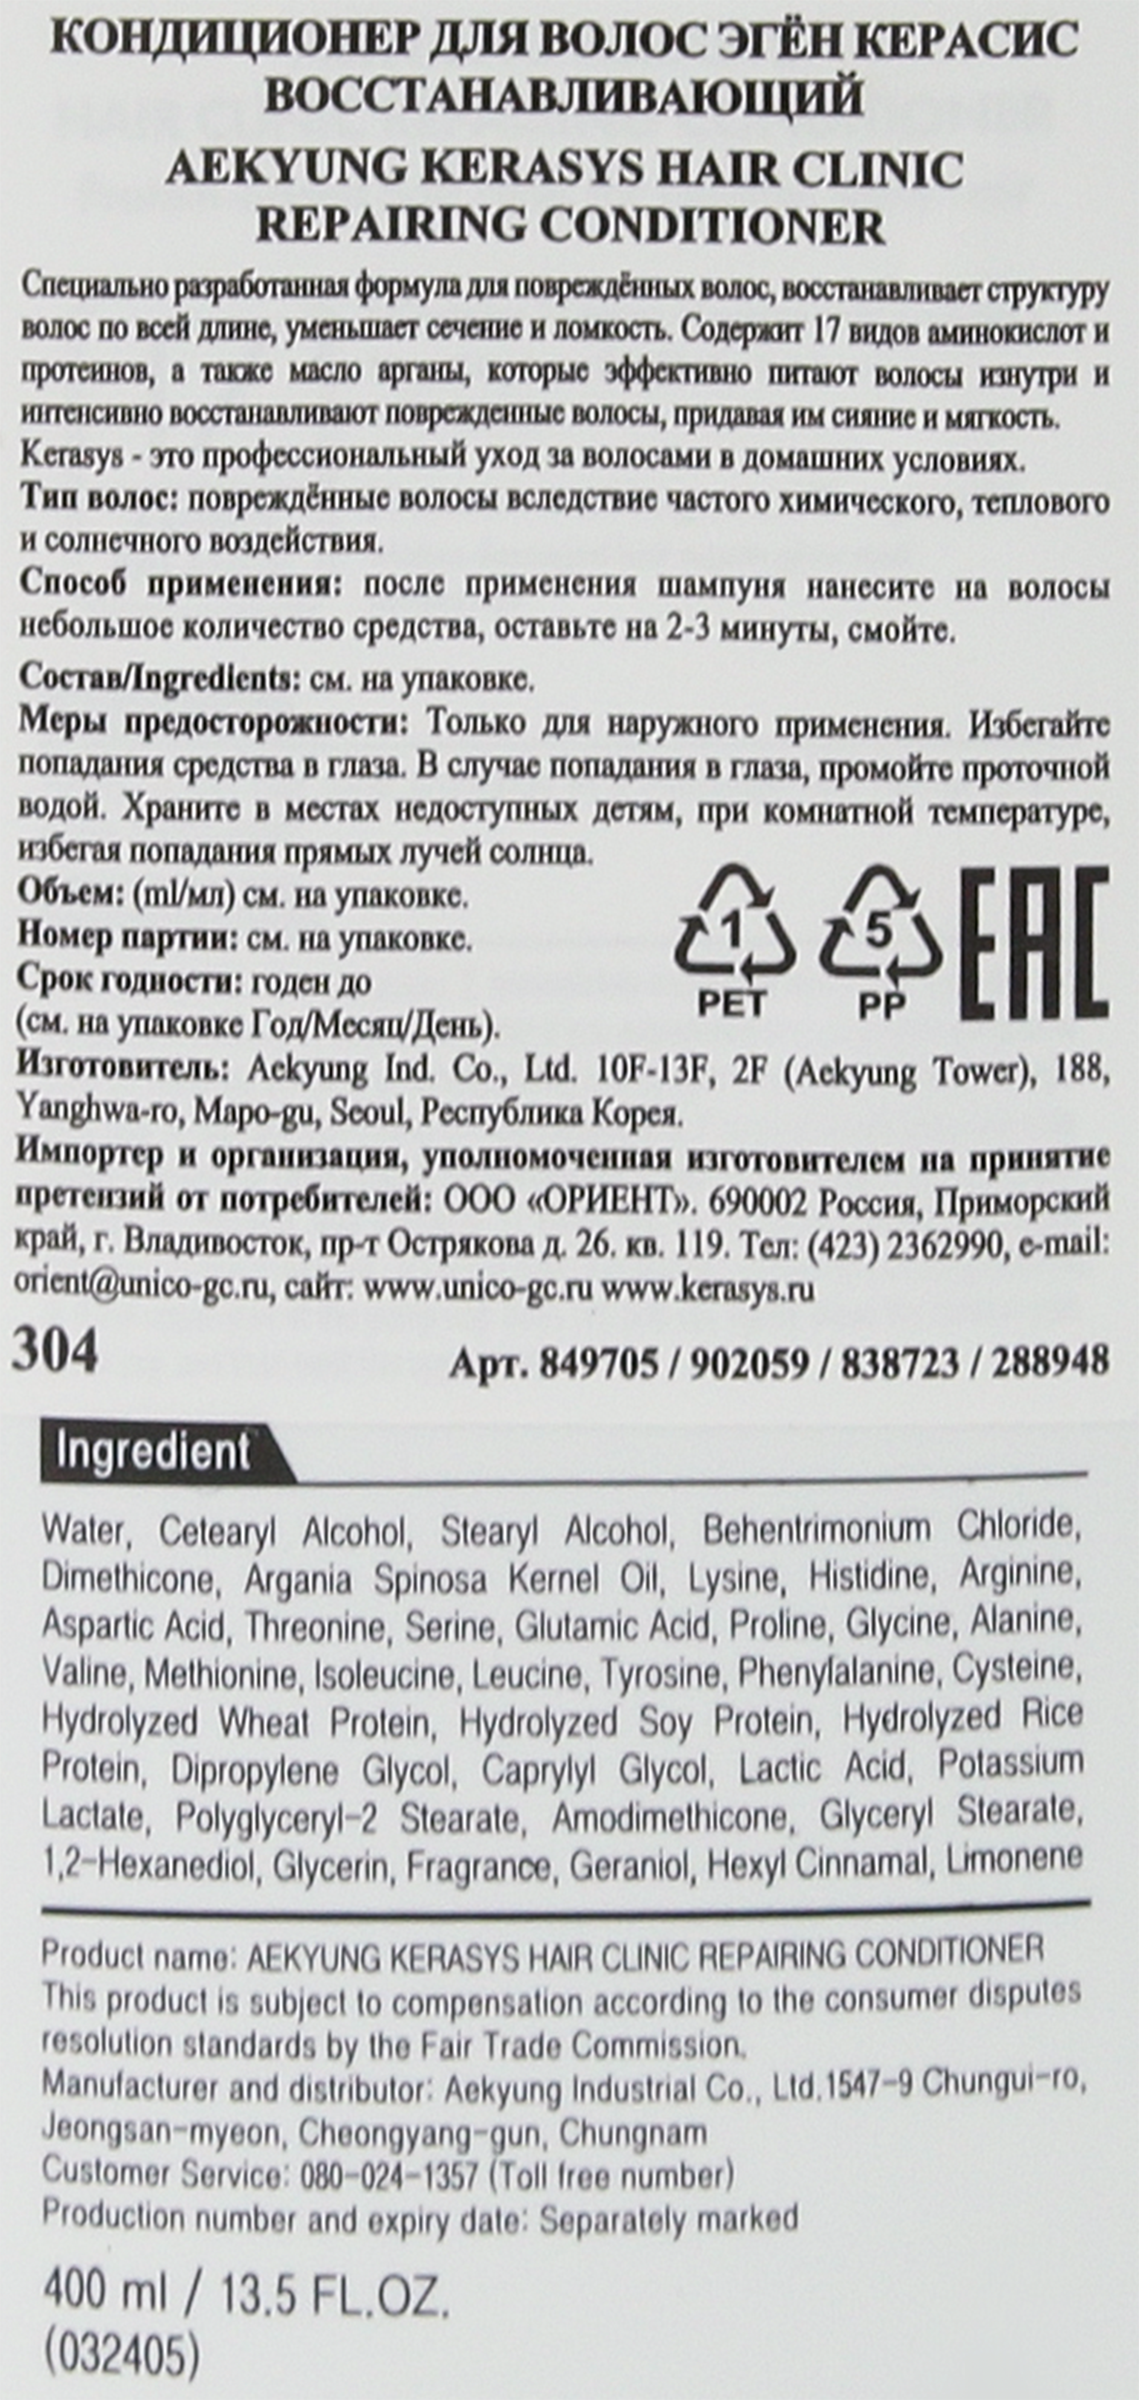 КОНДИЦИОНЕР ДЛЯ ВОЛОС ЭГЁН КЕРАСИС
ВОССТАНАВЛИВАЮЩИЙ
AEKYUNG KERASYS HAIR CLINIC
REPAIRING CONDITIONER
Специально разработанная формула для повреждённых волос, восстанавливает структуру
волос по всей длине, уменьшает сечение и ломкость. Содержит 17 видов аминокислот и
протеинов, а также масло арганы, которые эффективно питают волосы изнутри и
интенсивно восстанавливают поврежденные волосы, придавая им сияние и мягкость.
Kerasys - это профессиональный уход за волосами в домашних условиях.
Тип волос: повреждённые волосы вследствие частого химического, теплового
и солнечного воздействия.
Способ применения: после применения шампуня нанесите на волосы
небольшое количество средства, оставьте на 2-3 минуты, смойте.
Состав/Ingredients: см. на упаковке.
Меры предосторожности: Только для наружного применения. Избегайте
попадания средства в глаза. В случае попадания в глаза, промойте проточной
водой. Храните в местах недоступных детям, при комнатной температуре,
избегая попадания прямых лучей солнца.
Объем: (ml/мл) см. на упаковке.
Номер партии: см. на упаковке.
Срок годности: годен до
(см. на упаковке Год/Месяц/День).
1
PET
5
PP
EAC
Изготовитель: Aekyung Ind. Co., Ltd. 10F-13F, 2F (Aekyung Tower), 188,
Yanghwa-ro, Mapo-gu, Seoul, Республика Корея.
Импортер и организация, уполномоченная изготовителем на принятие
претензий от потребителей: ООО «ОРИЕНТ». 690002 Россия, Приморский
край, г. Владивосток, пр-т Острякова д. 26. кв. 119. Тел: (423) 2362990, e-mail:
orient@unico-gc.ru, сайт: www.unico-gc.ru www.kerasys.ru
304
Арт. 849705 / 902059 / 838723 / 288948
Ingredient
Water, Cetearyl Alcohol, Stearyl Alcohol, Behentrimonium Chloride,
Dimethicone, Argania Spinosa Kernel Oil, Lysine, Histidine, Arginine,
Aspartic Acid, Threonine, Serine, Glutamic Acid, Proline, Glycine, Alanine,
Valine, Methionine, Isoleucine, Leucine, Tyrosine, Phenylalanine, Cysteine,
Hydrolyzed Wheat Protein, Hydrolyzed Soy Protein, Hydrolyzed Rice
Protein, Dipropylene Glycol, Caprylyl Glycol, Lactic Acid, Potassium
Lactate, Polyglyceryl-2 Stearate, Amodimethicone, Glyceryl Stearate,
1,2-Hexanediol, Glycerin, Fragrance, Geraniol, Hexyl Cinnamal, Limonene
Product name: AEKYUNG KERASYS HAIR CLINIC REPAIRING CONDITIONER
This product is subject to compensation according to the consumer disputes
resolution standards by the Fair Trade Commission.
Manufacturer and distributor: Aekyung Industrial Co., Ltd.1547-9 Chungui-ro,
Jeongsan-myeon, Cheongyang-gun, Chungnam
Customer Service: 080-024-1357 (Toll free number)
Production number and expiry date: Separately marked
400 ml / 13.5 FL.OZ.
(032405)